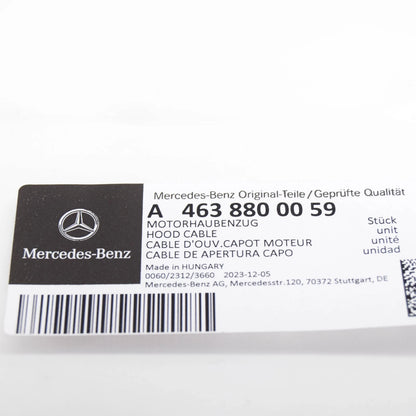 Mercedes-Benz Original-Teile/Geprüfte Qualität
A 463 880 00 59
MOTORHAUBENZUG
HOOD CABLE
CABLE D'OUV.CAPOT MOTEUR
CABLE DE APERTURA CAPO
Stück
unit
unité
unidad
Mercedes-Benz
Made in HUNGARY
0060/2312/3660 2023-12-05
Mercedes-Benz AG, Mercedesstr.120, 70372 Stuttgart, DE